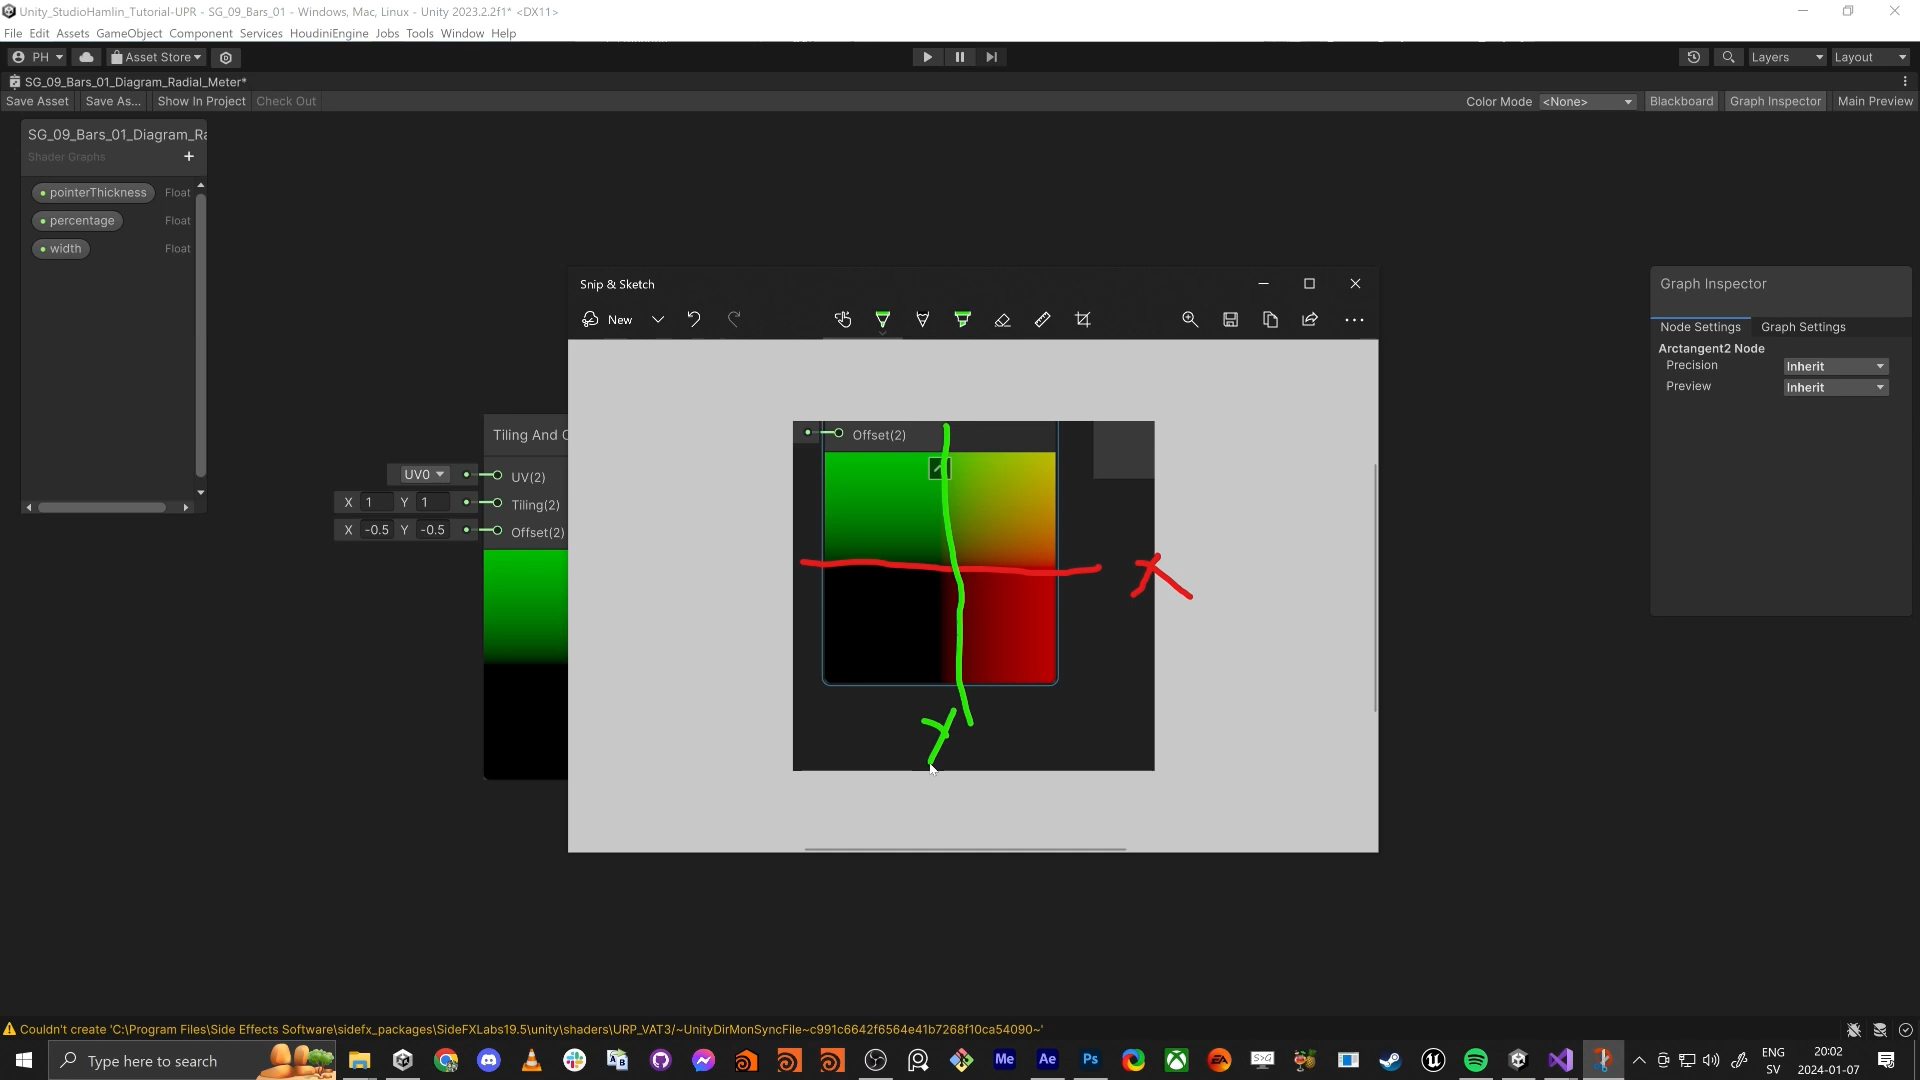 Unity_StudioHamlin_Tutorial-UPR - SG_09_Bars_01 - Windows, Mac, Linux - Unity 2023.2.2f1* <DX11>
File Edit Assets GameObject Component Services HoudiniEngine Jobs Tools Window Help
PH Asset Store Layers Layout
SG_09_Bars_01_Diagram_Radial_Meter*
Save Asset Save As... Show In Project Check Out Color Mode <None> Blackboard Graph Inspector Main Preview
SG_09_Bars_01_Diagram_Ra
Shader Graphs +
pointerThickness Float
percentage Float
width Float
Tiling And O
UV0 UV(2)
X 1 Y 1 Tiling(2)
X -0.5 Y -0.5 Offset(2)
Snip & Sketch
New
Offset(2)
X
Y
Graph Inspector
Node Settings Graph Settings
Arctangent2 Node
Precision Inherit
Preview Inherit
Couldn't create 'C:\Program Files\Side Effects Software\sidefx_packages\SideFXLabs19.5\unity\shaders\URP_VAT3/~UnityDirMonSyncFile~c991c6642f6564e41b7268f10ca54090~'
Type here to search
Me Ae Ps EA
ENG
SV
20:02
2024-01-07